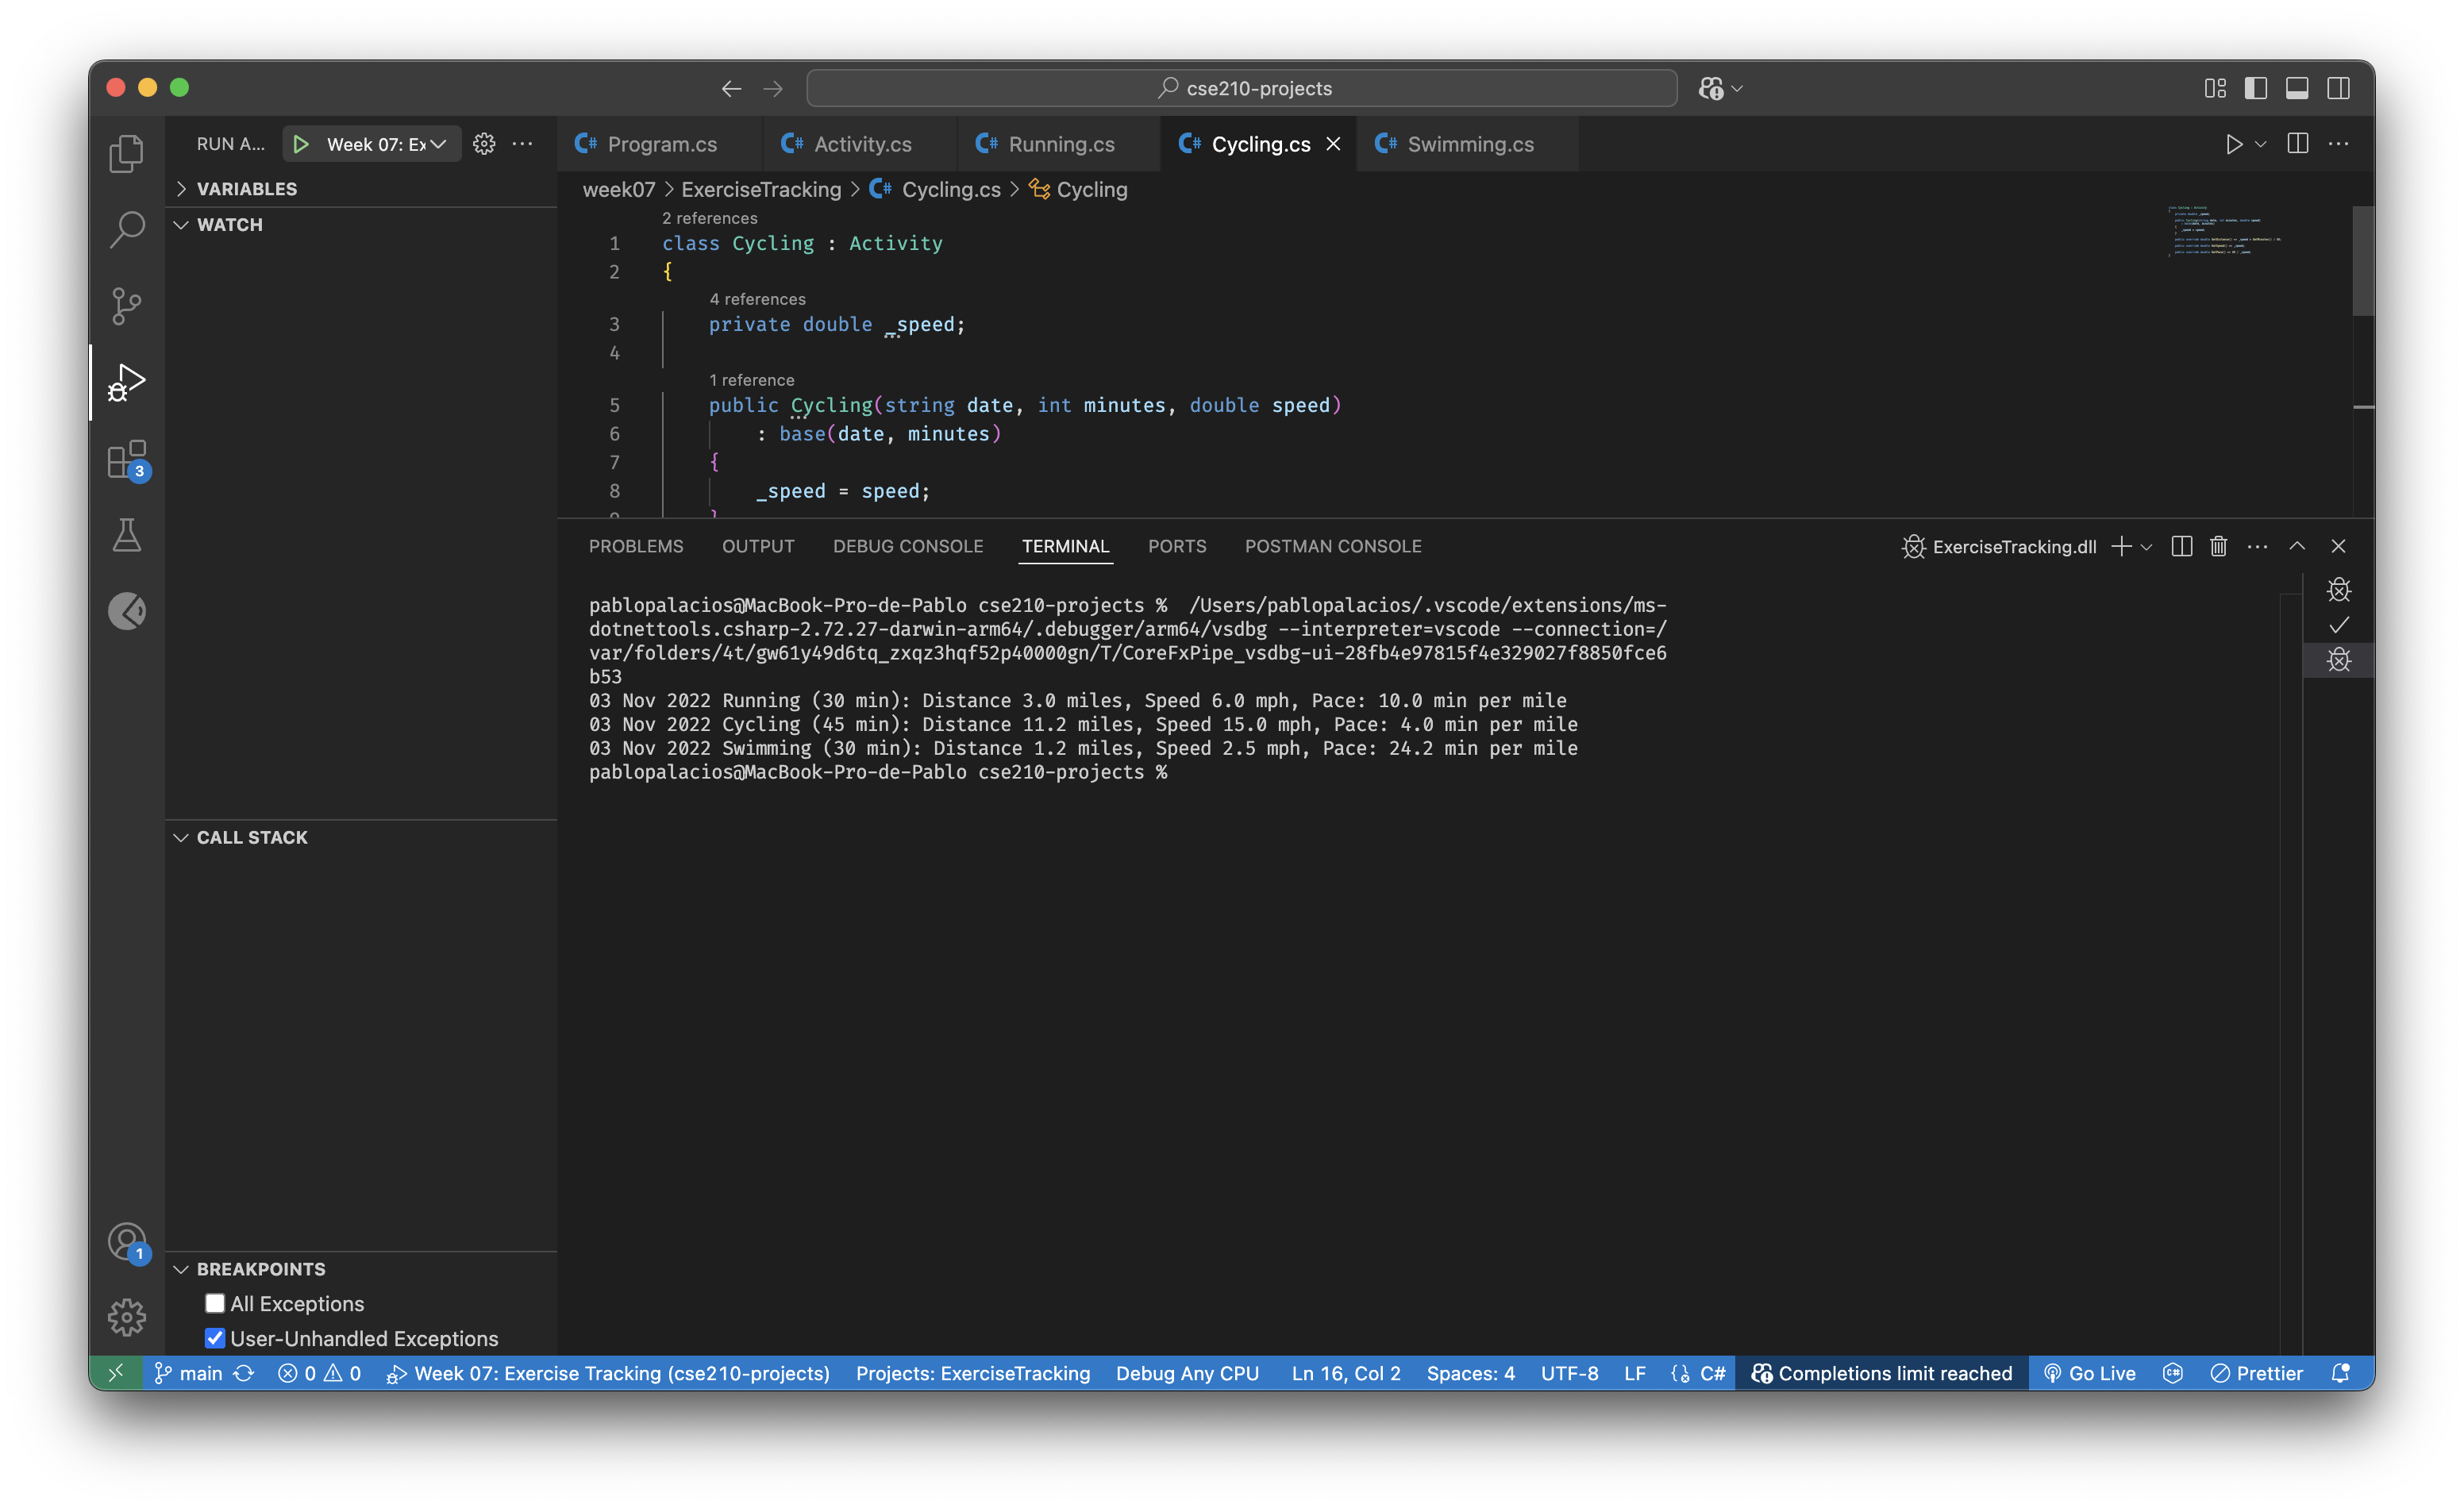 cse210-projects
RUN A... Week 07: Ex
Program.cs Activity.cs Running.cs Cycling.cs Swimming.cs
VARIABLES
WATCH
week07 > ExerciseTracking > Cycling.cs > Cycling
2 references
1 class Cycling : Activity
2 {
4 references
3 private double _speed;
4
1 reference
5 public Cycling(string date, int minutes, double speed)
6 : base(date, minutes)
7 {
8 _speed = speed;
9 }
3
PROBLEMS OUTPUT DEBUG CONSOLE TERMINAL PORTS POSTMAN CONSOLE ExerciseTracking.dll
pablopalacios@MacBook-Pro-de-Pablo cse210-projects % /Users/pablopalacios/.vscode/extensions/ms-
dotnettools.csharp-2.72.27-darwin-arm64/.debugger/arm64/vsdbg --interpreter=vscode --connection=/
var/folders/4t/gw61y49d6tq_zxqz3hqf52p40000gn/T/CoreFxPipe_vsdbg-ui-28fb4e97815f4e329027f8850fce6
b53
03 Nov 2022 Running (30 min): Distance 3.0 miles, Speed 6.0 mph, Pace: 10.0 min per mile
03 Nov 2022 Cycling (45 min): Distance 11.2 miles, Speed 15.0 mph, Pace: 4.0 min per mile
03 Nov 2022 Swimming (30 min): Distance 1.2 miles, Speed 2.5 mph, Pace: 24.2 min per mile
pablopalacios@MacBook-Pro-de-Pablo cse210-projects %
CALL STACK
1
BREAKPOINTS
All Exceptions
User-Unhandled Exceptions
main 0 0 Week 07: Exercise Tracking (cse210-projects) Projects: ExerciseTracking Debug Any CPU Ln 16, Col 2 Spaces: 4 UTF-8 LF C# Completions limit reached Go Live Prettier